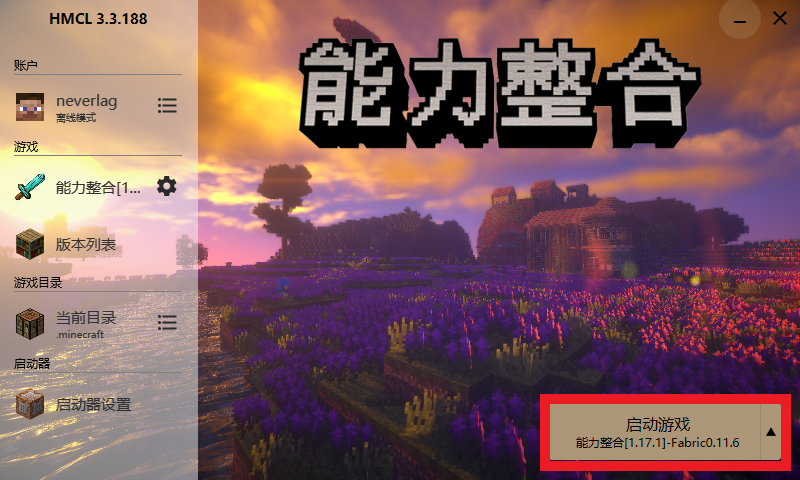 HMCL 3.3.188
账户
neverlag
离线模式
游戏
能力整合[1...
版本列表
游戏目录
当前目录
.minecraft
启动器
启动器设置
能力整合
启动游戏
能力整合[1.17.1]-Fabric0.11.6